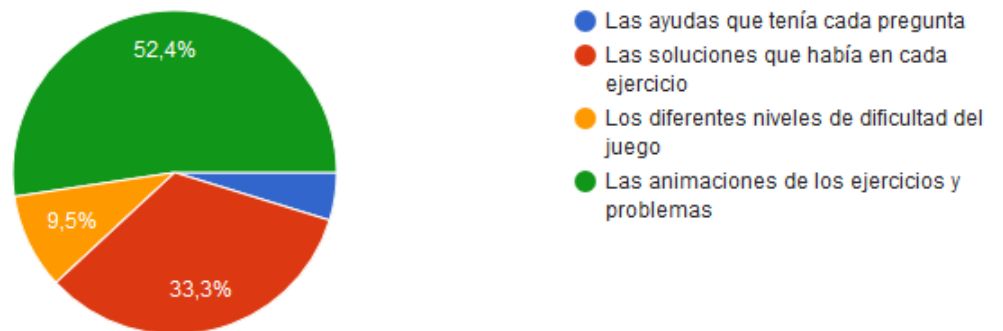 52,4%
9,5%
33,3%
Las ayudas que tenía cada pregunta
Las soluciones que había en cada
ejercicio
Los diferentes niveles de dificultad del
juego
Las animaciones de los ejercicios y
problemas